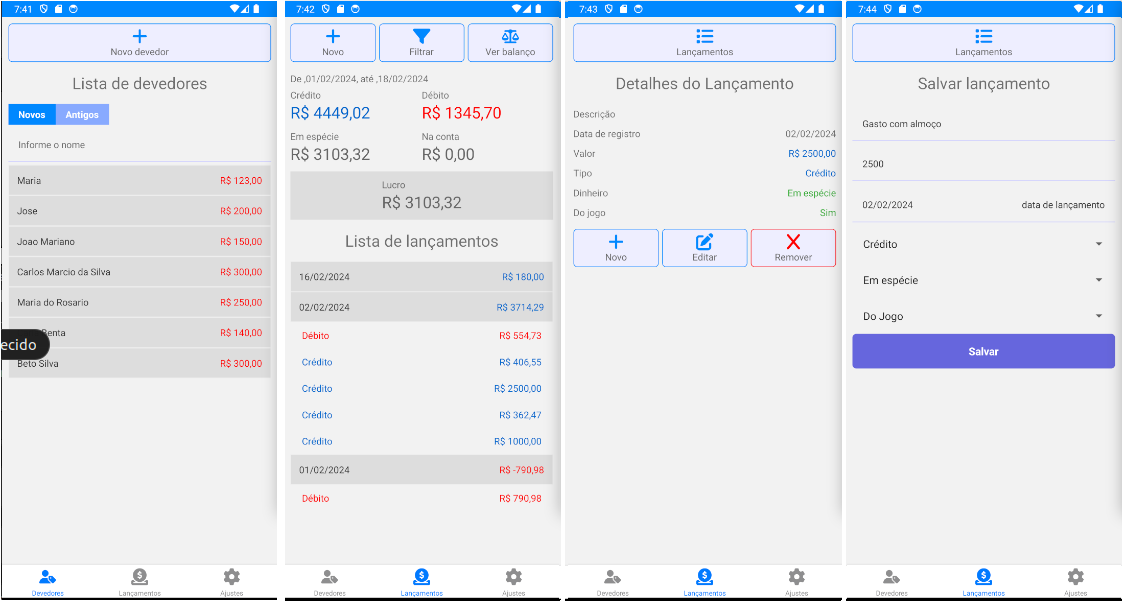 7:41
Novo devedor
Lista de devedores
Novos Antigos
Informe o nome
Maria R$ 123,00
Jose R$ 200,00
Joao Mariano R$ 150,00
Carlos Marcio da Silva R$ 300,00
Maria do Rosario R$ 250,00
enta R$ 140,00
ecido
Beto Silva R$ 300,00
Devedores Lançamentos Ajustes
7:42
Novo Filtrar Ver balanço
De ,01/02/2024, até ,18/02/2024
Crédito Débito
R$ 4449,02 R$ 1345,70
Em espécie Na conta
R$ 3103,32 R$ 0,00
Lucro
R$ 3103,32
Lista de lançamentos
16/02/2024 R$ 180,00
02/02/2024 R$ 3714,29
Débito R$ 554,73
Crédito R$ 406,55
Crédito R$ 2500,00
Crédito R$ 362,47
Crédito R$ 1000,00
01/02/2024 R$ -790,98
Débito R$ 790,98
Devedores Lançamentos Ajustes
7:43
Lançamentos
Detalhes do Lançamento
Descrição
Data de registro 02/02/2024
Valor R$ 2500,00
Tipo Crédito
Dinheiro Em espécie
Do jogo Sim
Novo Editar Remover
Devedores Lançamentos Ajustes
7:44
Lançamentos
Salvar lançamento
Gasto com almoço
2500
02/02/2024 data de lançamento
Crédito
Em espécie
Do Jogo
Salvar
Devedores Lançamentos Ajustes